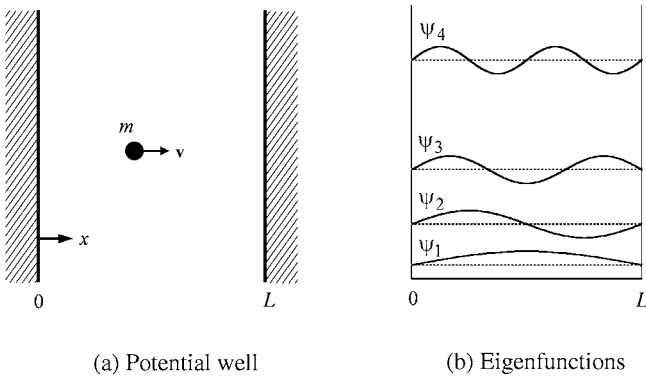 m
v
x
0
L
(a) Potential well
ψ4
ψ3
ψ2
ψ1
0
L
(b) Eigenfunctions